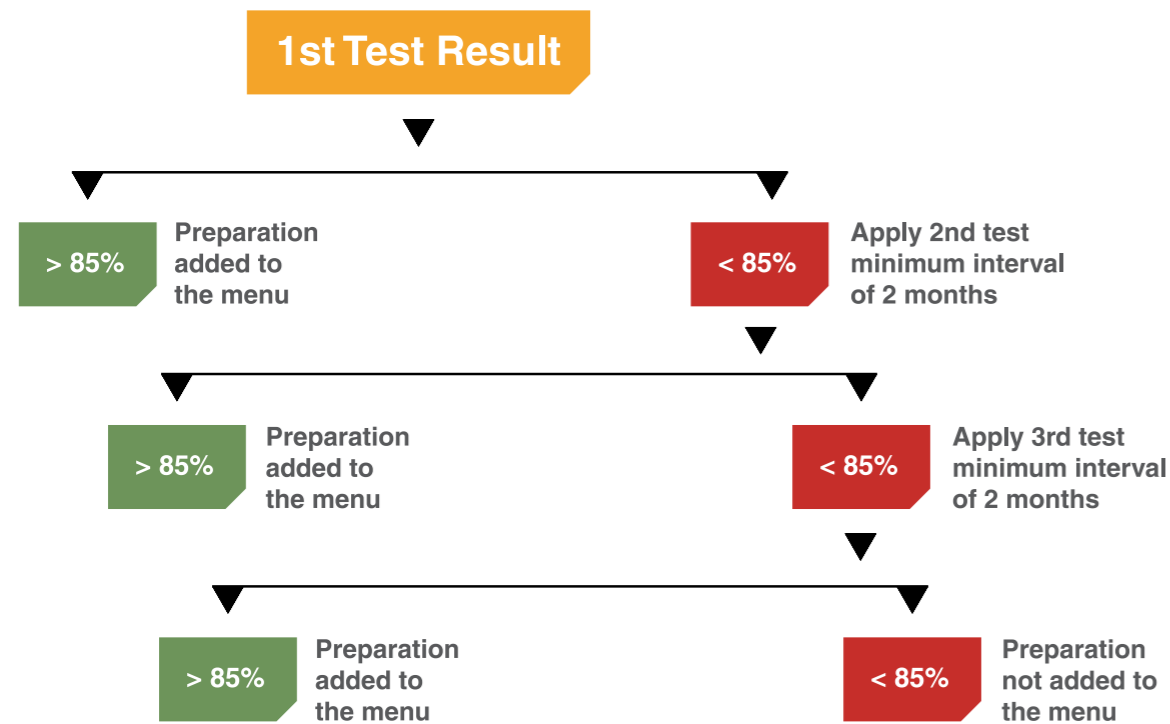 1st Test Result
> 85%
Preparation
added to
the menu
< 85%
Apply 2nd test
minimum interval
of 2 months
> 85%
Preparation
added to
the menu
< 85%
Apply 3rd test
minimum interval
of 2 months
> 85%
Preparation
added to
the menu
< 85%
Preparation
not added to
the menu